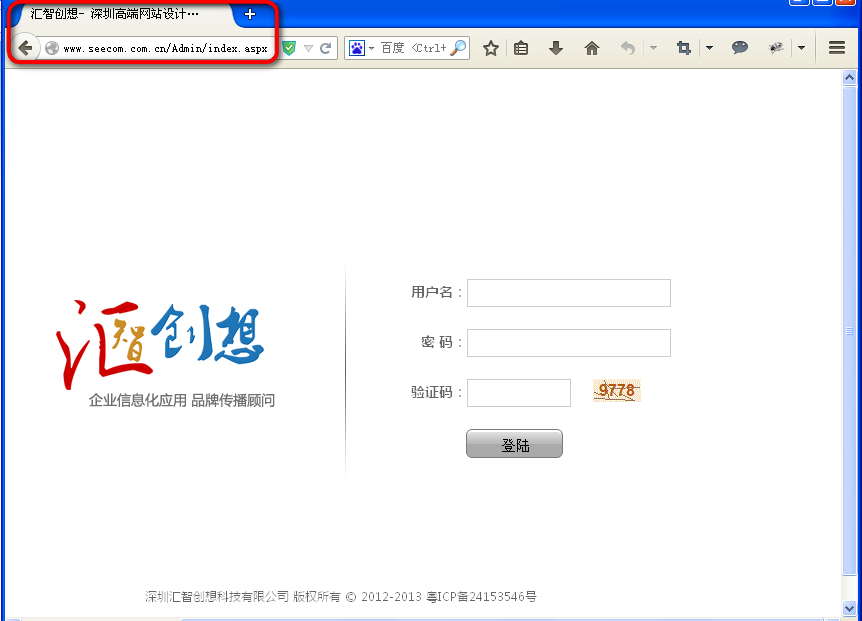 汇智创想- 深圳高端网站设计…
www.seecom.com.cn/Admin/index.aspx
百度 <Ctrl+
用户名：
汇智创想
密 码：
企业信息化应用 品牌传播顾问
验证码：
9778
登陆
深圳汇智创想科技有限公司 版权所有 © 2012-2013 粤ICP备24153546号